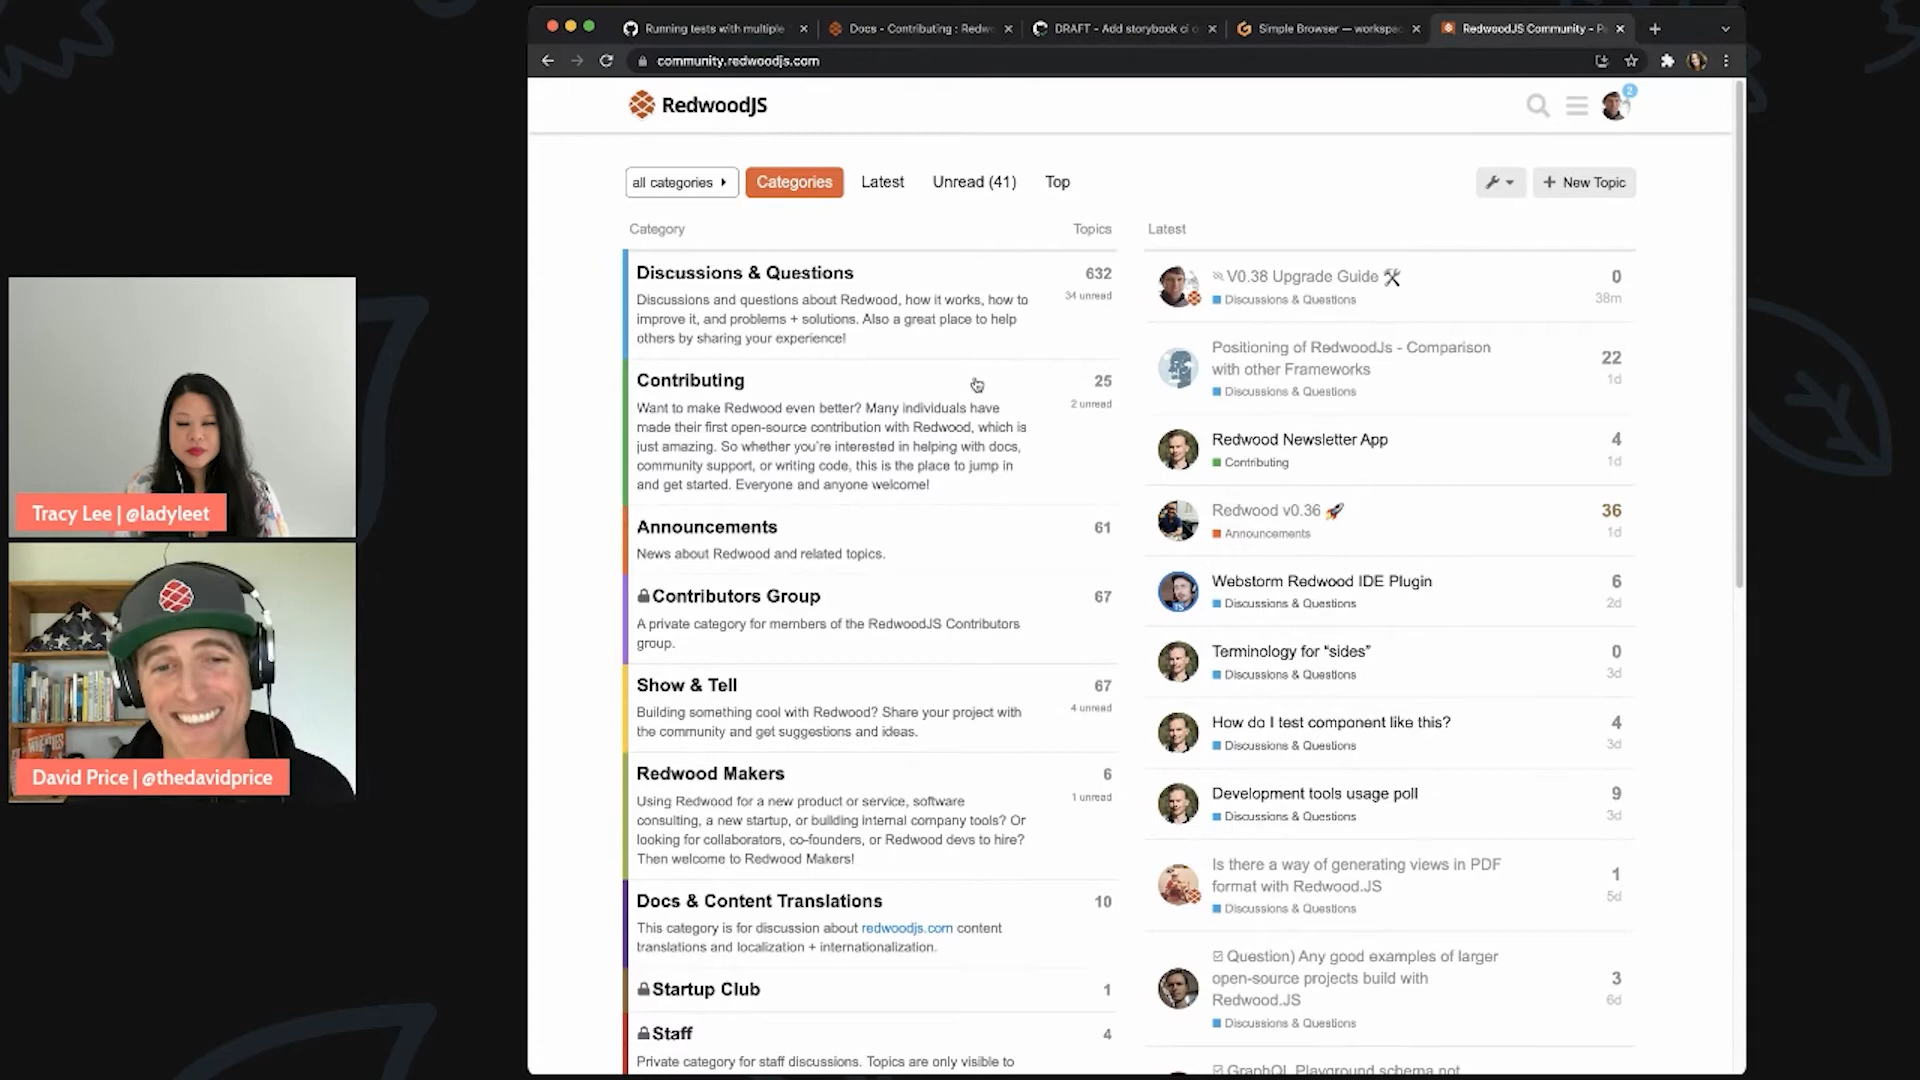 Running tests with multiple
Docs - Contributing : Redw
DRAFT - Add storybook ci o
Simple Browser — workspac
RedwoodJS Community - P
community.redwoodjs.com
RedwoodJS
2
all categories
Categories
Latest
Unread (41)
Top
+ New Topic
Category
Topics
Latest
Discussions & Questions
632
Discussions and questions about Redwood, how it works, how to
34 unread
improve it, and problems + solutions. Also a great place to help
others by sharing your experience!
Contributing
25
Want to make Redwood even better? Many individuals have
2 unread
made their first open-source contribution with Redwood, which is
just amazing. So whether you're interested in helping with docs,
community support, or writing code, this is the place to jump in
and get started. Everyone and anyone welcome!
Announcements
61
News about Redwood and related topics.
Contributors Group
67
A private category for members of the RedwoodJS Contributors
group.
Show & Tell
67
Building something cool with Redwood? Share your project with
4 unread
the community and get suggestions and ideas.
Redwood Makers
6
Using Redwood for a new product or service, software
1 unread
consulting, a new startup, or building internal company tools? Or
looking for collaborators, co-founders, or Redwood devs to hire?
Then welcome to Redwood Makers!
Docs & Content Translations
10
This category is for discussion about redwoodjs.com content
translations and localization + internationalization.
Startup Club
1
Staff
4
Private category for staff discussions. Topics are only visible to
V0.38 Upgrade Guide
0
Discussions & Questions
38m
Positioning of RedwoodJs - Comparison
with other Frameworks
22
Discussions & Questions
1d
Redwood Newsletter App
4
Contributing
1d
Redwood v0.36
36
Announcements
1d
Webstorm Redwood IDE Plugin
6
Discussions & Questions
2d
Terminology for "sides"
0
Discussions & Questions
3d
How do I test component like this?
4
Discussions & Questions
3d
Development tools usage poll
9
Discussions & Questions
3d
Is there a way of generating views in PDF
format with Redwood.JS
1
Discussions & Questions
5d
Question) Any good examples of larger
open-source projects build with
Redwood.JS
3
Discussions & Questions
6d
GraphQL Playground schema not
Tracy Lee | @ladyleet
WHEATIES
David Price | @thedavidprice